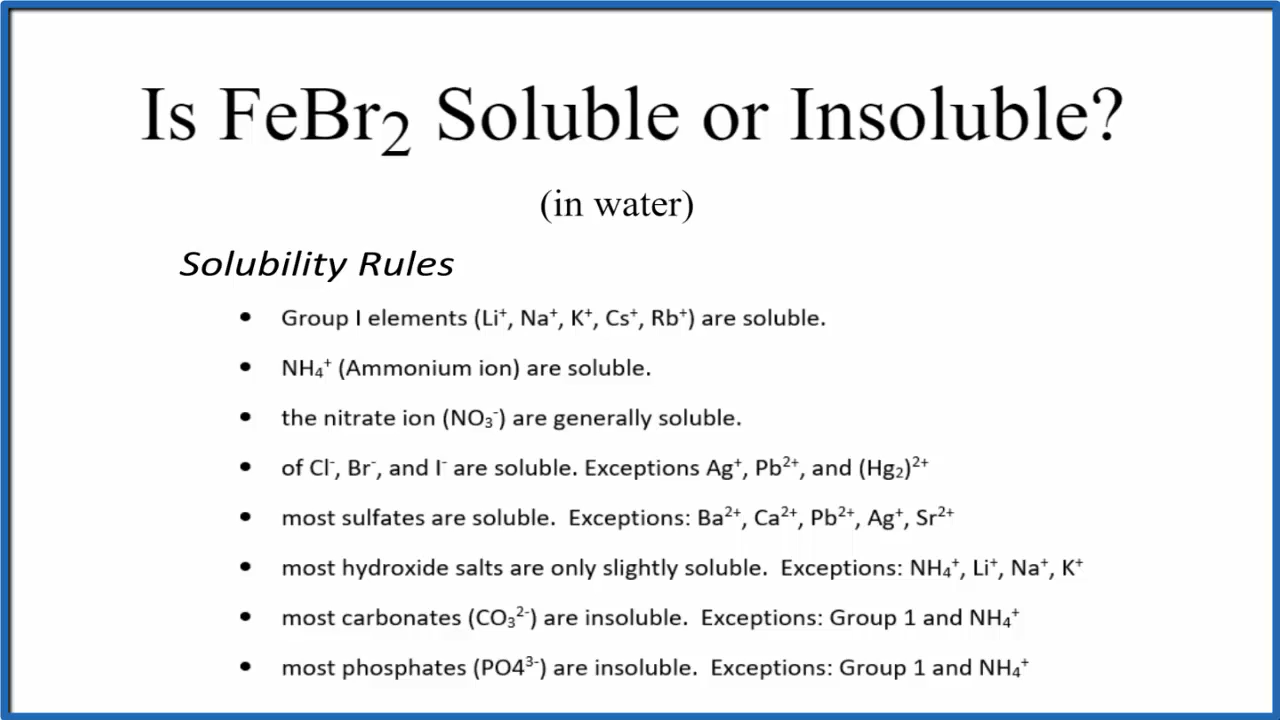 Is FeBr₂ Soluble or Insoluble?
(in water)
Solubility Rules
• Group I elements (Li⁺, Na⁺, K⁺, Cs⁺, Rb⁺) are soluble.
• NH₄⁺ (Ammonium ion) are soluble.
• the nitrate ion (NO₃⁻) are generally soluble.
• of Cl⁻, Br⁻, and I⁻ are soluble. Exceptions Ag⁺, Pb²⁺, and (Hg₂)²⁺
• most sulfates are soluble.  Exceptions: Ba²⁺, Ca²⁺, Pb²⁺, Ag⁺, Sr²⁺
• most hydroxide salts are only slightly soluble.  Exceptions: NH₄⁺, Li⁺, Na⁺, K⁺
• most carbonates (CO₃²⁻) are insoluble.  Exceptions: Group 1 and NH₄⁺
• most phosphates (PO4³⁻) are insoluble.  Exceptions: Group 1 and NH₄⁺